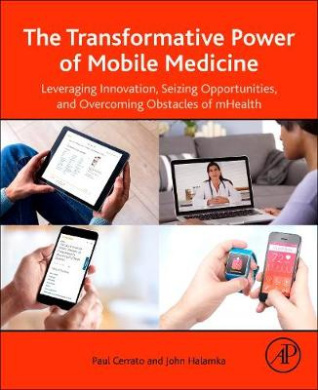 The Transformative Power
of Mobile Medicine
Leveraging Innovation, Seizing Opportunities,
and Overcoming Obstacles of mHealth
Paul Cerrato and John Halamka
AP